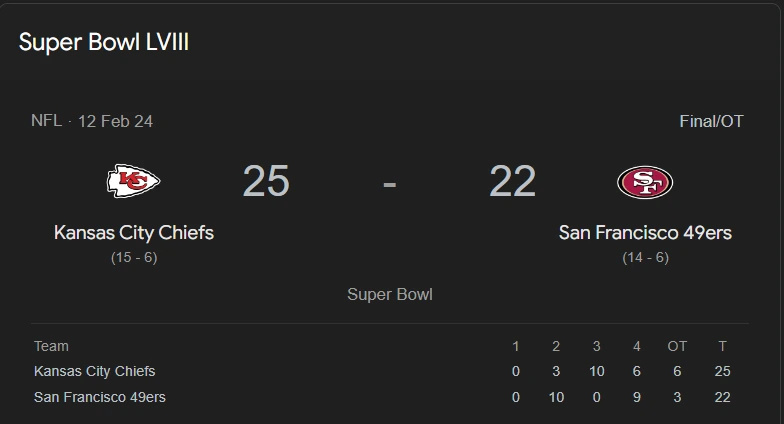 Super Bowl LVIII
NFL · 12 Feb 24 Final/OT
KC 25 - 22 SF
Kansas City Chiefs San Francisco 49ers
(15 - 6) (14 - 6)
Super Bowl
Team 1 2 3 4 OT T
Kansas City Chiefs 0 3 10 6 6 25
San Francisco 49ers 0 10 0 9 3 22